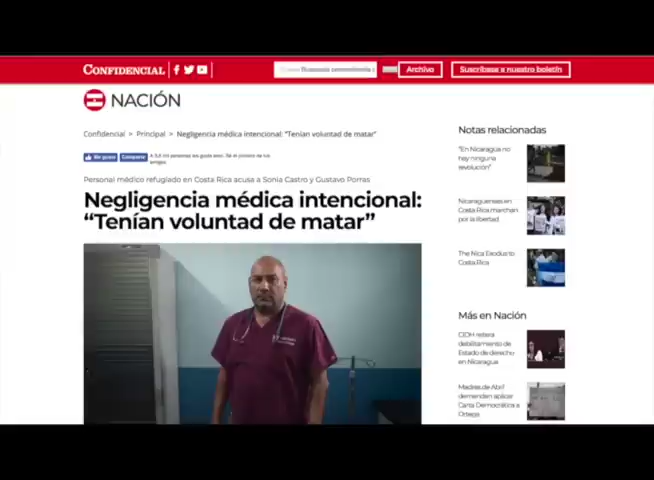 CONFIDENCIAL
Archivo
Suscríbase a nuestro boletín
NACIÓN
Confidencial > Principal > Negligencia médica intencional: "Tenían voluntad de matar"
Me gusta Compartir
Personal médico refugiado en Costa Rica acusa a Sonia Castro y Gustavo Porras
Negligencia médica intencional:
“Tenían voluntad de matar”
Notas relacionadas
"En Nicaragua no
hay ninguna
revolución"
Nicaragüenses en
Costa Rica marchan
por la libertad
The Nica Exodus to
Costa Rica
Más en Nación
CIDH reitera
debilitamiento de
Estado de derecho
en Nicaragua
Madres de Abril
demandan aplicar
Carta Democrática a
Ortega